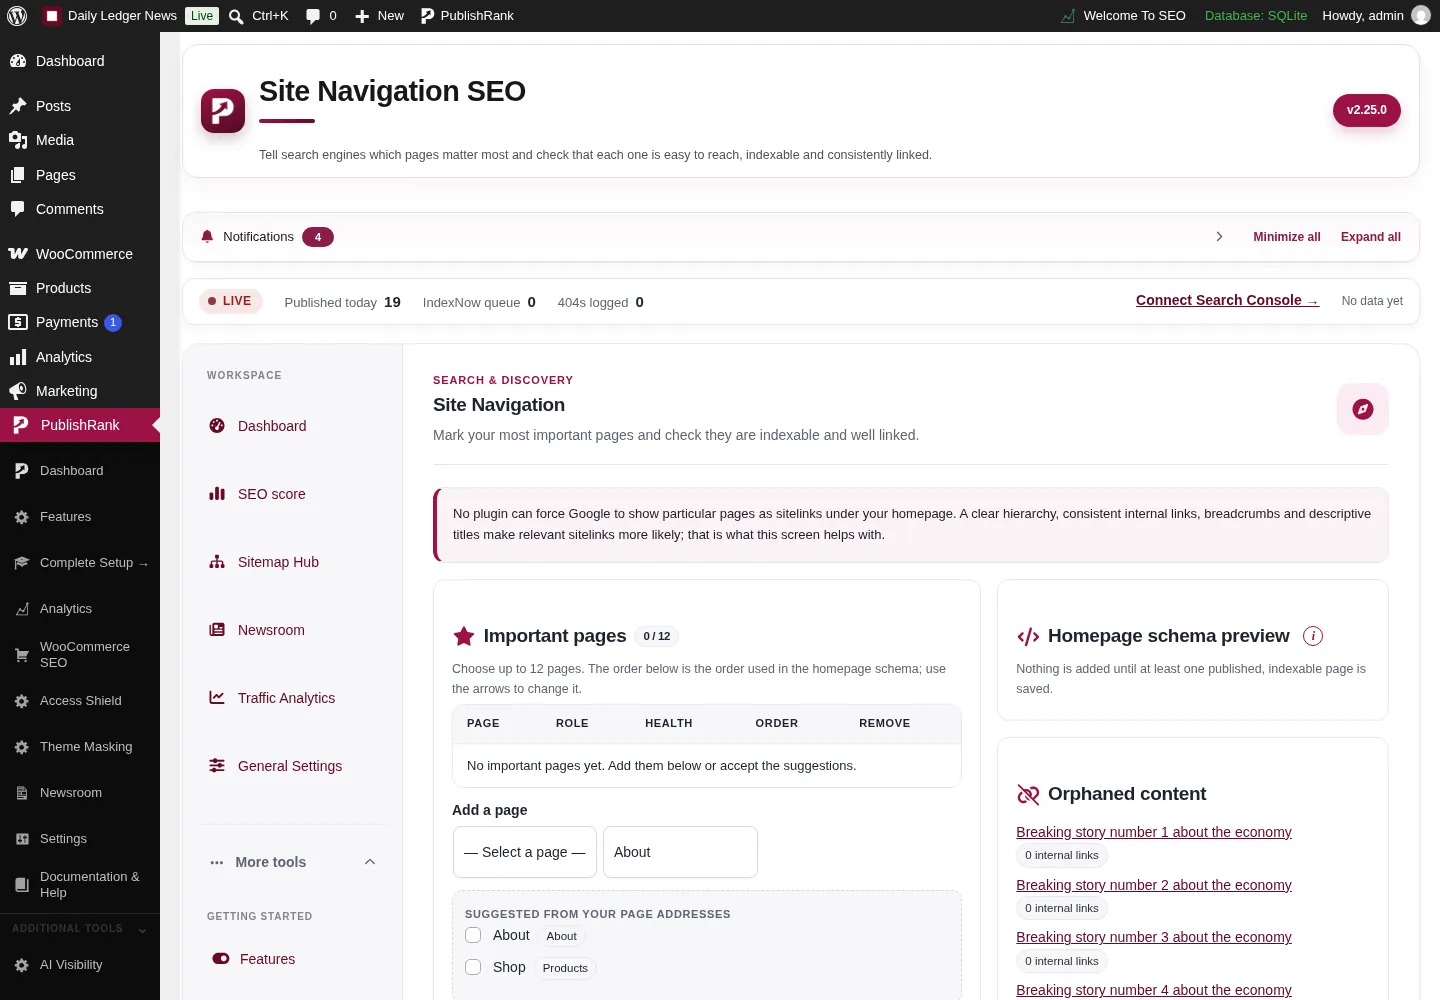 Daily Ledger News Live Ctrl+K 0 New PublishRank Welcome To SEO Database: SQLite Howdy, admin
Dashboard
Posts
Media
Pages
Comments
WooCommerce
Products
Payments 1
Analytics
Marketing
PublishRank
Dashboard
Features
Complete Setup →
Analytics
WooCommerce
SEO
Access Shield
Theme Masking
Newsroom
Settings
Documentation &
Help
ADDITIONAL TOOLS
AI Visibility
Site Navigation SEO
v2.25.0
Tell search engines which pages matter most and check that each one is easy to reach, indexable and consistently linked.
Notifications 4 Minimize all Expand all
LIVE Published today 19 IndexNow queue 0 404s logged 0 Connect Search Console → No data yet
WORKSPACE
Dashboard
SEO score
Sitemap Hub
Newsroom
Traffic Analytics
General Settings
More tools
GETTING STARTED
Features
SEARCH & DISCOVERY
Site Navigation
Mark your most important pages and check they are indexable and well linked.
No plugin can force Google to show particular pages as sitelinks under your homepage. A clear hierarchy, consistent internal links, breadcrumbs and descriptive
titles make relevant sitelinks more likely; that is what this screen helps with.
Important pages 0 / 12
Choose up to 12 pages. The order below is the order used in the homepage schema; use
the arrows to change it.
PAGE ROLE HEALTH ORDER REMOVE
No important pages yet. Add them below or accept the suggestions.
Add a page
— Select a page — About
SUGGESTED FROM YOUR PAGE ADDRESSES
About About
Shop Products
Homepage schema preview i
Nothing is added until at least one published, indexable page is
saved.
Orphaned content
Breaking story number 1 about the economy
0 internal links
Breaking story number 2 about the economy
0 internal links
Breaking story number 3 about the economy
0 internal links
Breaking story number 4 about the economy